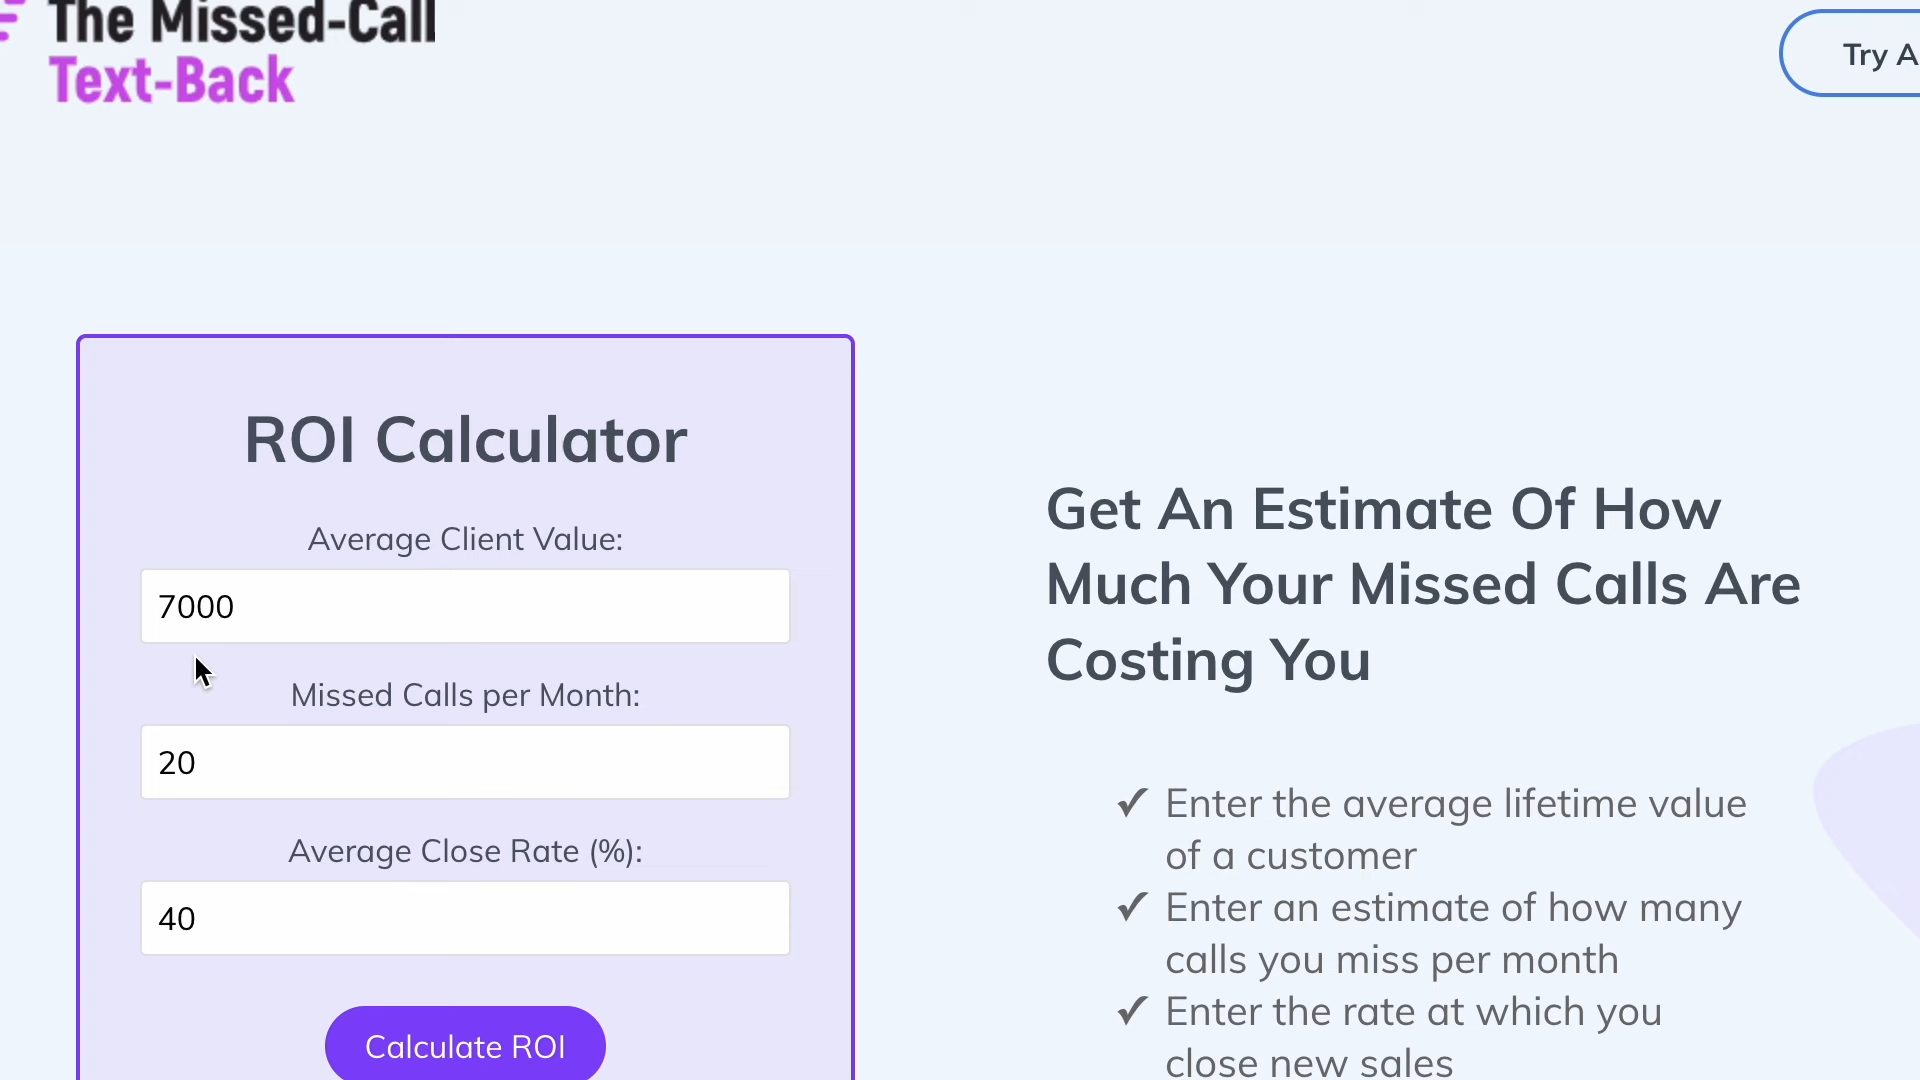 The Missed-Call
Text-Back
Try A
ROI Calculator
Average Client Value:
7000
Missed Calls per Month:
20
Average Close Rate (%):
40
Calculate ROI
Get An Estimate Of How
Much Your Missed Calls Are
Costing You
✓ Enter the average lifetime value
of a customer
✓ Enter an estimate of how many
calls you miss per month
✓ Enter the rate at which you
close new sales